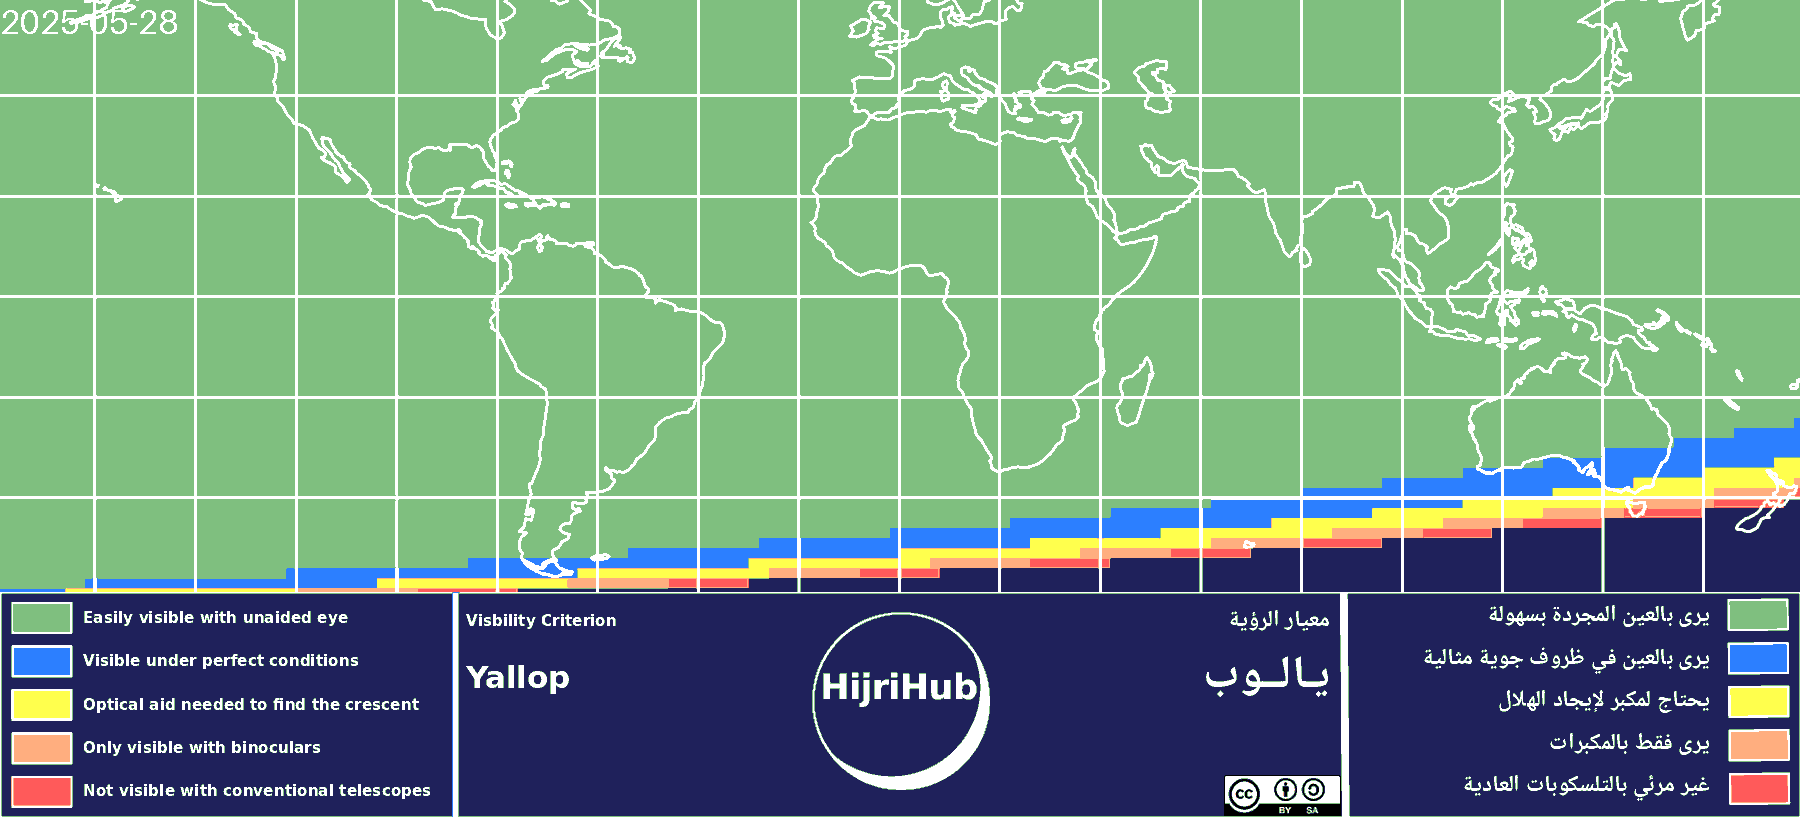 2025-05-28
Easily visible with unaided eye
Visible under perfect conditions
Optical aid needed to find the crescent
Only visible with binoculars
Not visible with conventional telescopes
Visbility Criterion
Yallop
HijriHub
معيار الرؤية
يـالـوب
cc BY SA
يرى بالعين المجردة بسهولة
يرى بالعين في ظروف جوية مثالية
يحتاج لمكبر لإيجاد الهلال
يرى فقط بالمكبرات
غير مرئي بالتلسكوبات العادية